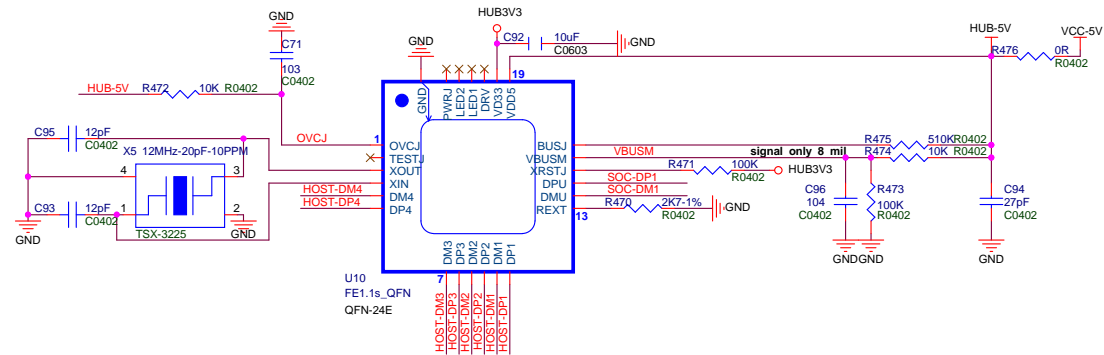 GND
C71
103
C0402
HUB-5V
R472
10K
R0402
OVCJ
C95
12pF
C0402
X5 12MHz-20pF-10PPM
4
3
1
2
C93
12pF
C0402
GND
TSX-3225
GND
HOST-DM4
HOST-DP4
HUB3V3
C92
10uF
C0603
GND
GND
19
GND
PWRJ
LED2
LED1
DRV
VD33
VDD5
1
OVCJ
TESTJ
XOUT
XIN
DM4
DP4
BUSJ
VBUSM
XRSTJ
DPU
DMU
REXT
13
DM3
DP3
DM2
DP2
DM1
DP1
7
U10
FE1.1s_QFN
QFN-24E
HOST-DM3
HOST-DP3
HOST-DM2
HOST-DP2
HOST-DM1
HOST-DP1
VBUSM
signal_only_8_mil
R471
100K
R0402
HUB3V3
SOC-DP1
SOC-DM1
R470
2K7-1%
R0402
GND
HUB-5V
R476
0R
R0402
VCC-5V
R475
510K
R0402
R474
10K
R0402
C96
104
C0402
GND
R473
100K
R0402
GND
C94
27pF
C0402
GND